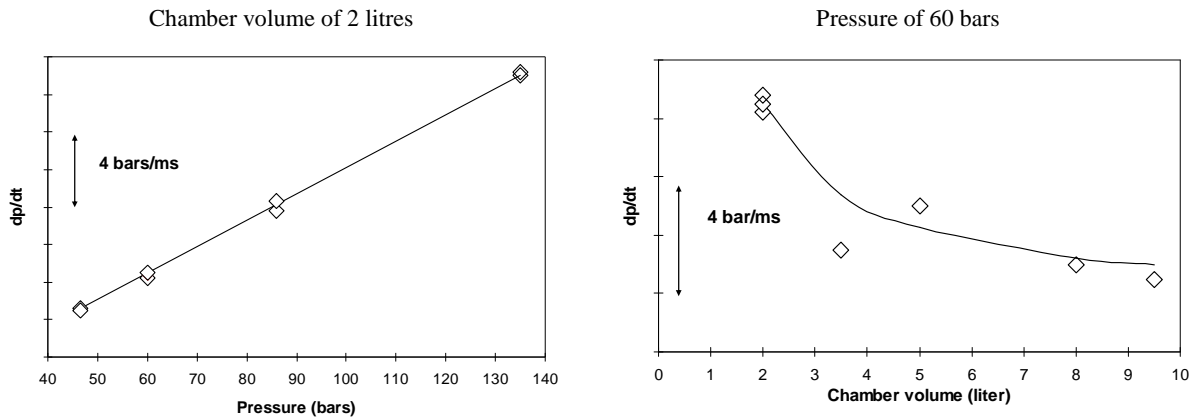 Chamber volume of 2 litres
dp/dt
4 bars/ms
40 50 60 70 80 90 100 110 120 130 140
Pressure (bars)
Pressure of 60 bars
dp/dt
4 bar/ms
0 1 2 3 4 5 6 7 8 9 10
Chamber volume (liter)